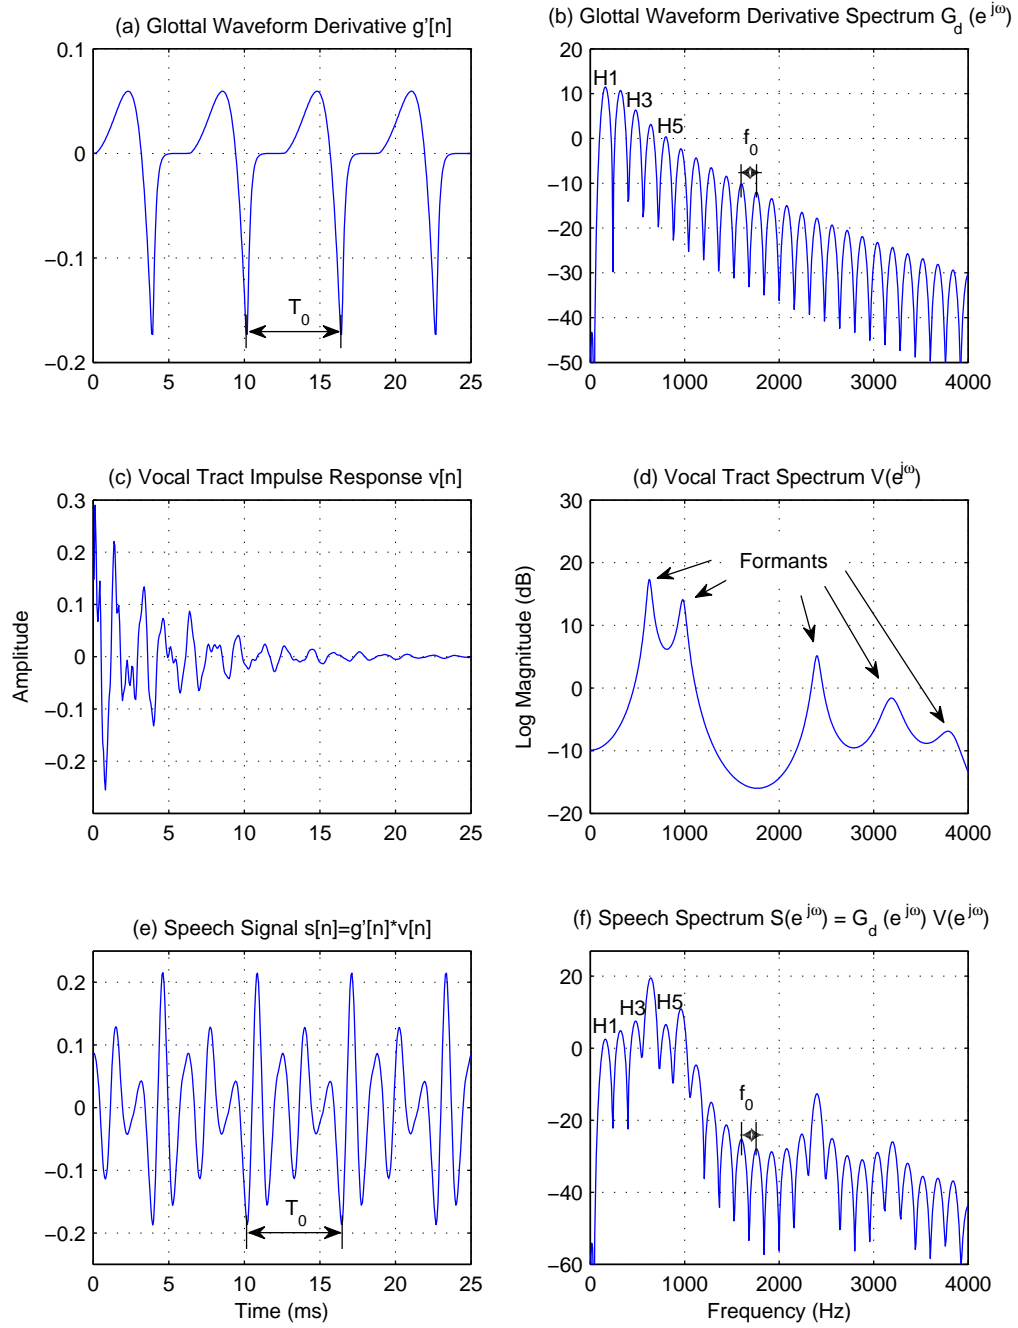 (a) Glottal Waveform Derivative g'[n]
0.1
0
−0.1
−0.2
T0
0 5 10 15 20 25
(b) Glottal Waveform Derivative Spectrum Gd (e^jω)
20
10
0
−10
−20
−30
−40
−50
H1
H3
H5
f0
0 1000 2000 3000 4000
(c) Vocal Tract Impulse Response v[n]
Amplitude
0.3
0.2
0.1
0
−0.1
−0.2
0 5 10 15 20 25
(d) Vocal Tract Spectrum V(e^jω)
Log Magnitude (dB)
30
20
10
0
−10
−20
Formants
0 1000 2000 3000 4000
(e) Speech Signal s[n]=g'[n]*v[n]
0.2
0.1
0
−0.1
−0.2
T0
0 5 10 15 20 25
Time (ms)
(f) Speech Spectrum S(e^jω) = Gd (e^jω) V(e^jω)
20
0
−20
−40
−60
H1
H3
H5
f0
0 1000 2000 3000 4000
Frequency (Hz)